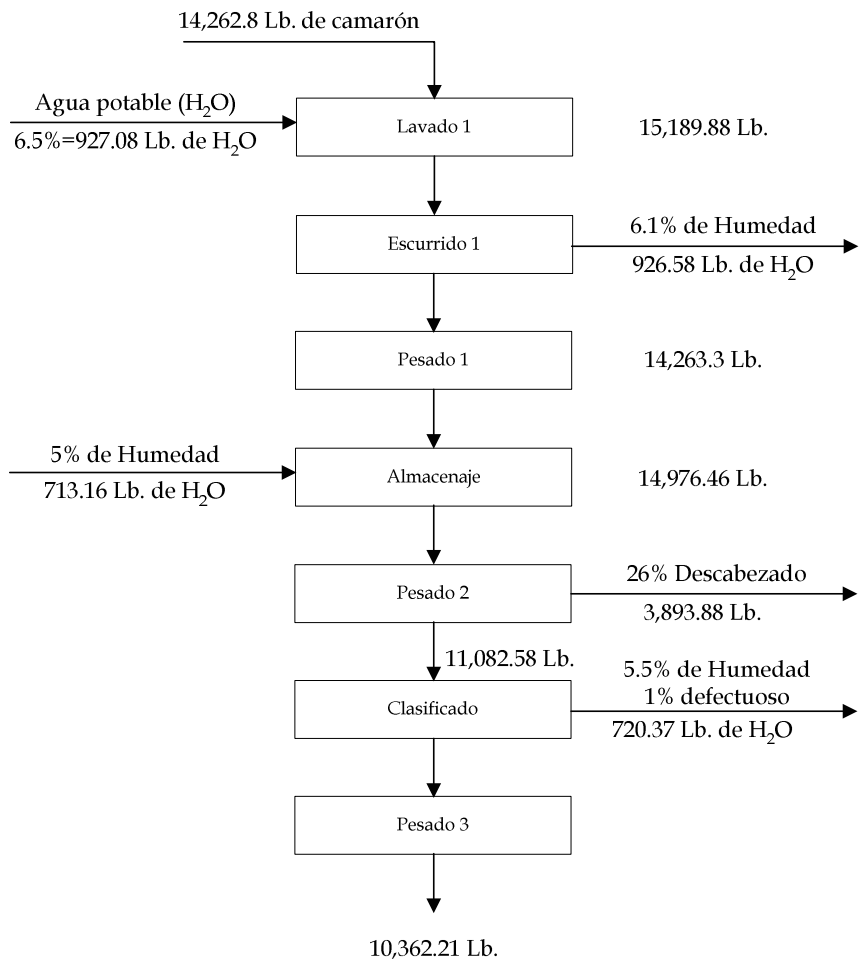 14,262.8 Lb. de camarón
Agua potable (H₂O)
6.5%=927.08 Lb. de H₂O
Lavado 1
15,189.88 Lb.
Escurrido 1
6.1% de Humedad
926.58 Lb. de H₂O
Pesado 1
14,263.3 Lb.
5% de Humedad
713.16 Lb. de H₂O
Almacenaje
14,976.46 Lb.
Pesado 2
26% Descabezado
3,893.88 Lb.
11,082.58 Lb.
Clasificado
5.5% de Humedad
1% defectuoso
720.37 Lb. de H₂O
Pesado 3
10,362.21 Lb.